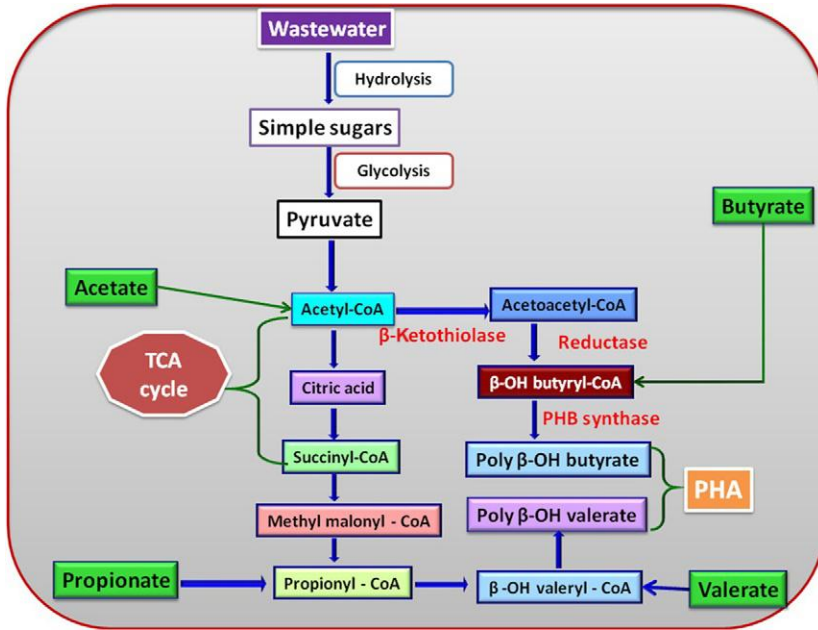 Wastewater
Hydrolysis
Simple sugars
Glycolysis
Pyruvate
Butyrate
Acetate
Acetyl-CoA
Acetoacetyl-CoA
β-Ketothiolase
Reductase
TCA
cycle
Citric acid
β-OH butyryl-CoA
PHB synthase
Succinyl-CoA
Poly β-OH butyrate
PHA
Methyl malonyl - CoA
Poly β-OH valerate
Propionate
Propionyl - CoA
β-OH valeryl - CoA
Valerate